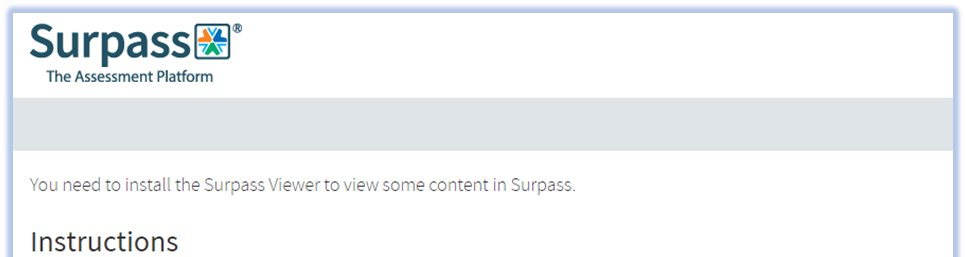 Surpass®
The Assessment Platform
You need to install the Surpass Viewer to view some content in Surpass.
Instructions